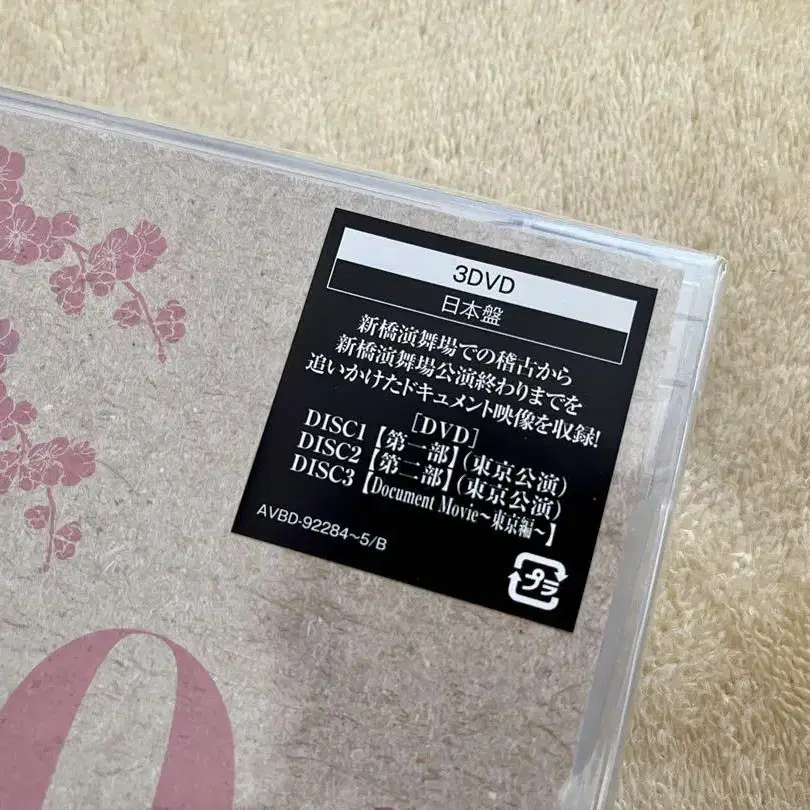 3DVD
日本盤
新橋演舞場での稽古から
新橋演舞場公演終わりまでを
追いかけたドキュメント映像を収録!
[DVD]
DISC1【第一部】(東京公演)
DISC2【第二部】(東京公演)
DISC3【Document Movie〜東京編〜】
AVBD-92284〜5/B
プラ
0